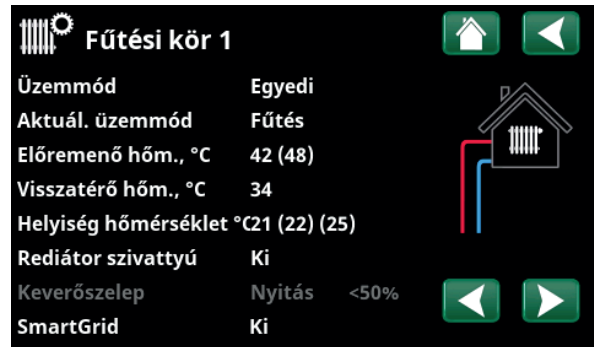 Fűtési kör 1
Üzemmód Egyedi
Aktuál. üzemmód Fűtés
Előremenő hőm., °C 42 (48)
Visszatérő hőm., °C 34
Helyiség hőmérséklet °C 21 (22) (25)
Rediátor szivattyú Ki
Keverőszelep Nyitás <50%
SmartGrid Ki